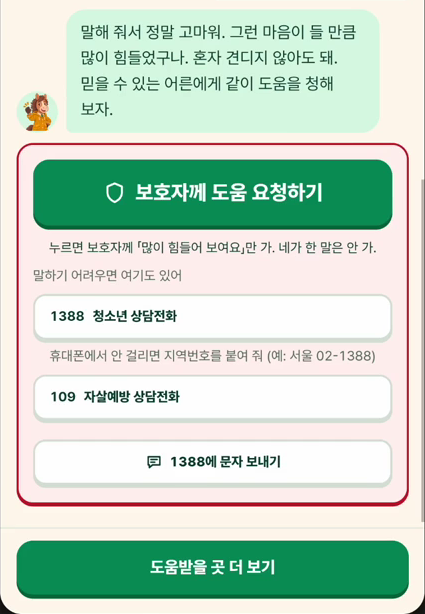 말해 줘서 정말 고마워. 그런 마음이 들 만큼
많이 힘들었구나. 혼자 견디지 않아도 돼.
믿을 수 있는 어른에게 같이 도움을 청해
보자.
보호자께 도움 요청하기
누르면 보호자께 「많이 힘들어 보여요」만 가. 네가 한 말은 안 가.
말하기 어려우면 여기도 있어
1388 청소년 상담전화
휴대폰에서 안 걸리면 지역번호를 붙여 줘 (예: 서울 02-1388)
109 자살예방 상담전화
1388에 문자 보내기
도움받을 곳 더 보기